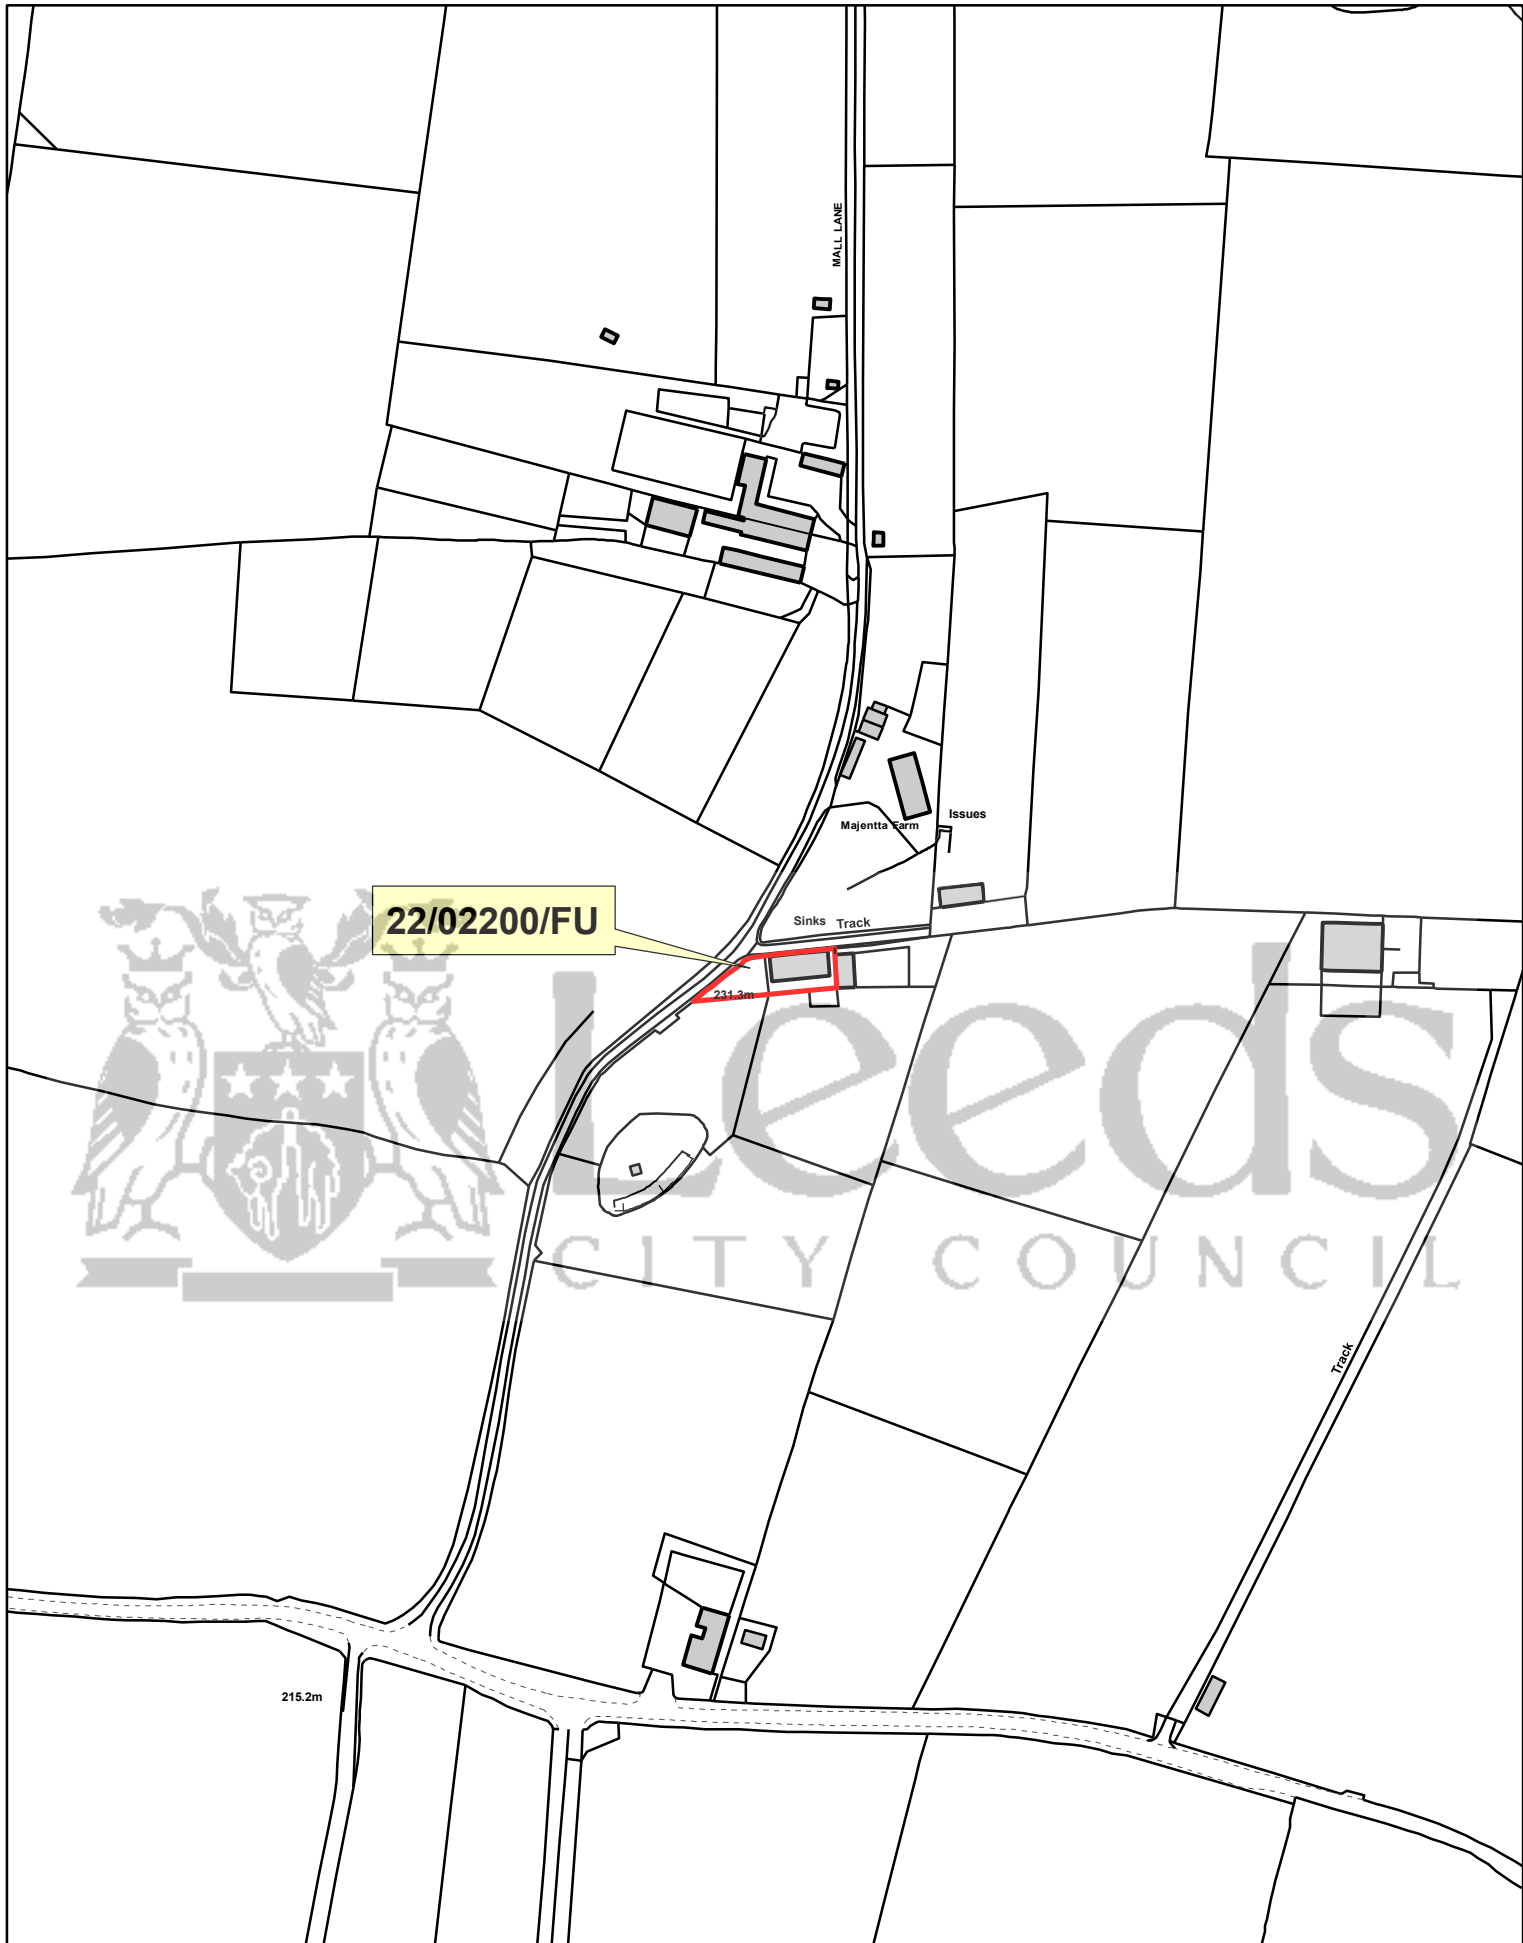 MALL LANE
Issues
Majentta Farm
22/02200/FU
Sinks Track
231.3m
Leeds
CITY COUNCIL
Track
215.2m